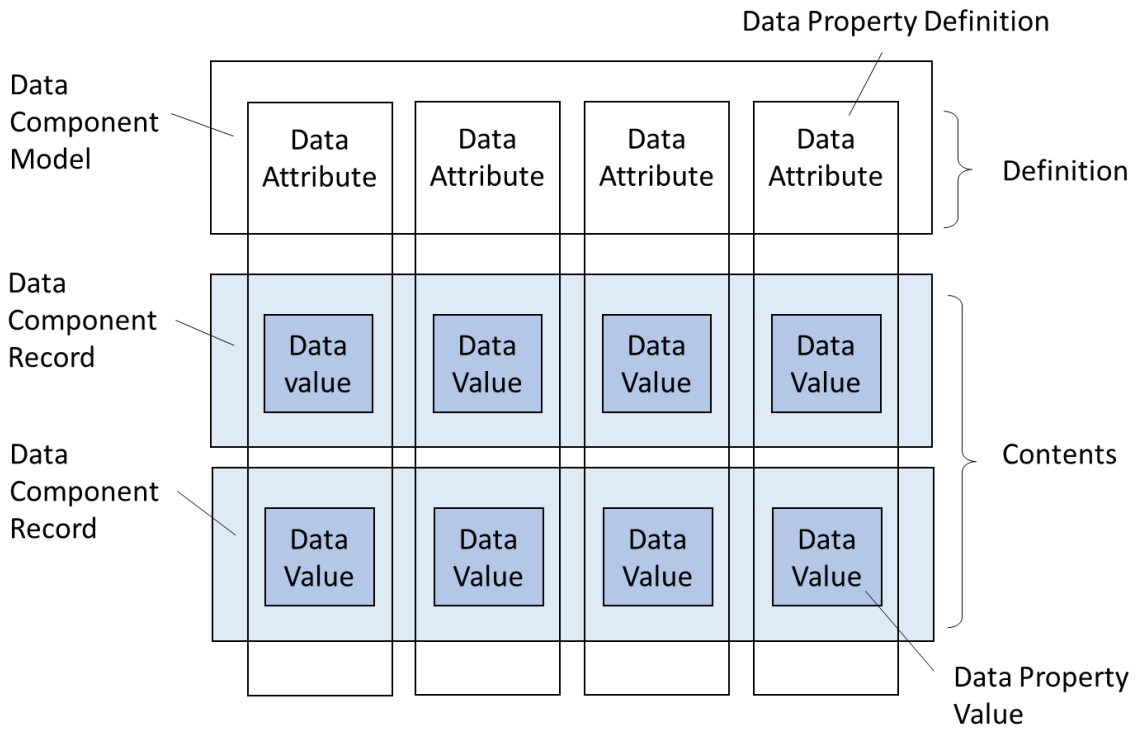 Data Property Definition
Data
Component
Model
Data
Attribute
Data
Attribute
Data
Attribute
Data
Attribute
Definition
Data
Component
Record
Data
value
Data
Value
Data
Value
Data
Value
Contents
Data
Component
Record
Data
Value
Data
Value
Data
Value
Data
Value
Data Property
Value